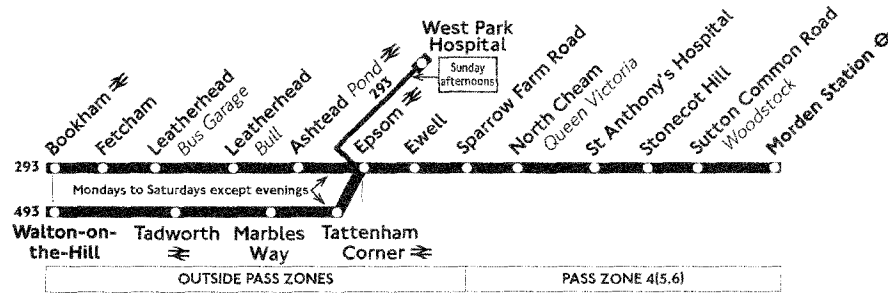 West Park
Hospital
Sunday
afternoons
293
Bookham
Fetcham
Leatherhead
Bus Garage
Leatherhead
Bull
Ashtead Pond
Epsom
Ewell
Sparrow Farm Road
North Cheam
Queen Victoria
St Anthony's Hospital
Stonecot Hill
Sutton Common Road
Woodstock
Morden Station
293
Mondays to Saturdays except evenings
493
Walton-on-
the-Hill
Tadworth
Marbles
Way
Tattenham
Corner
OUTSIDE PASS ZONES
PASS ZONE 4(5.6)